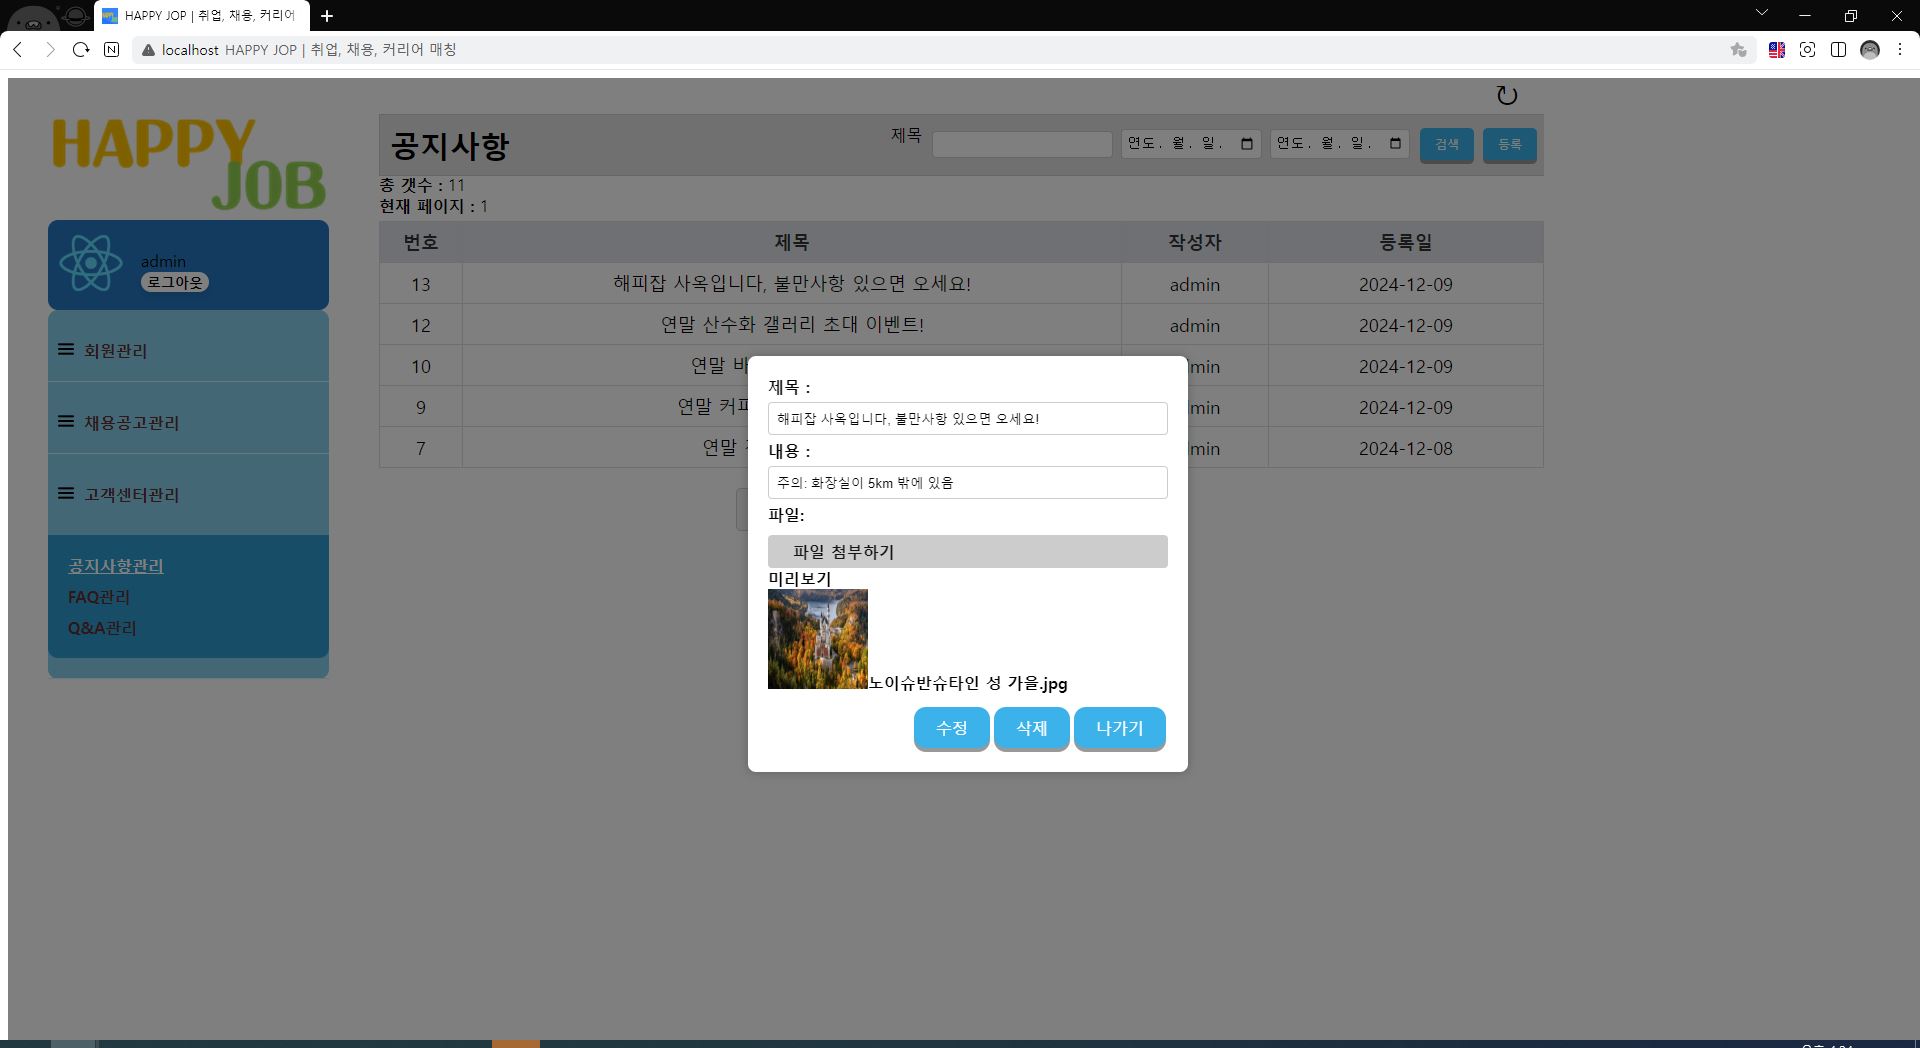 HAPPY JOP | 취업, 채용, 커리어
localhost HAPPY JOP | 취업, 채용, 커리어 매칭
HAPPY
JOB
admin
로그아웃
회원관리
채용공고관리
고객센터관리
공지사항관리
FAQ관리
Q&A관리
공지사항 제목 연도. 월. 일. 연도. 월. 일. 검색 등록
총 갯수 : 11
현재 페이지 : 1
번호 제목 작성자 등록일
13 해피잡 사옥입니다, 불만사항 있으면 오세요! admin 2024-12-09
12 연말 산수화 갤러리 초대 이벤트! admin 2024-12-09
10 연말 min 2024-12-09
9 연말 min 2024-12-09
7 연말 min 2024-12-08
제목 :
해피잡 사옥입니다, 불만사항 있으면 오세요!
내용 :
주의: 화장실이 5km 밖에 있음
파일:
파일 첨부하기
미리보기
노이슈반슈타인 성 가을.jpg
수정 삭제 나가기